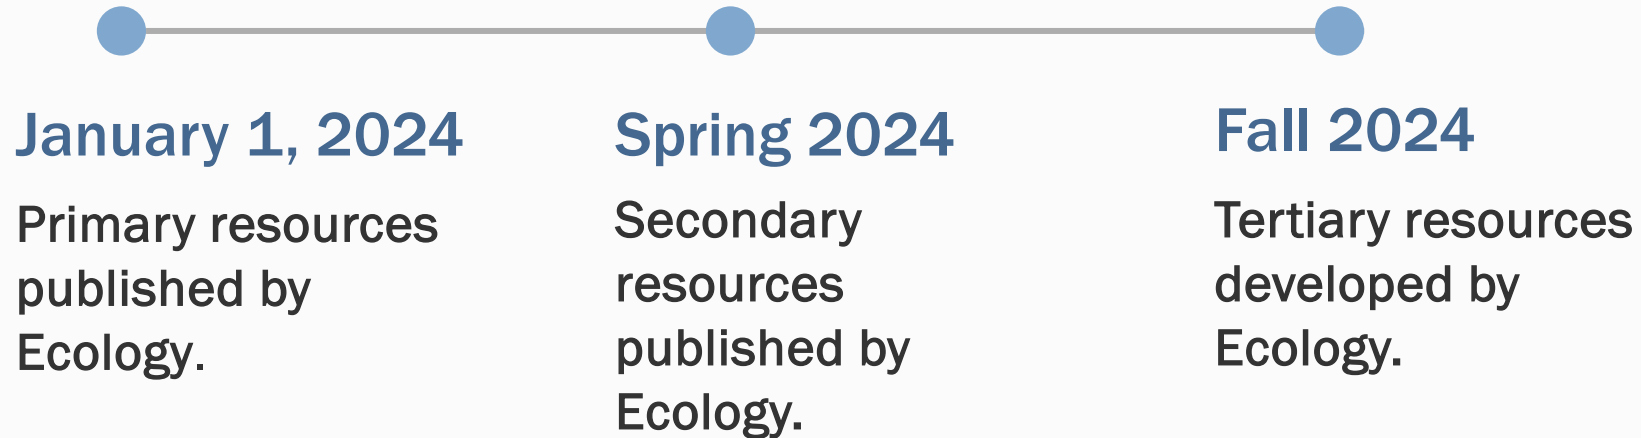 January 1, 2024
Primary resources
published by
Ecology.
Spring 2024
Secondary
resources
published by
Ecology.
Fall 2024
Tertiary resources
developed by
Ecology.